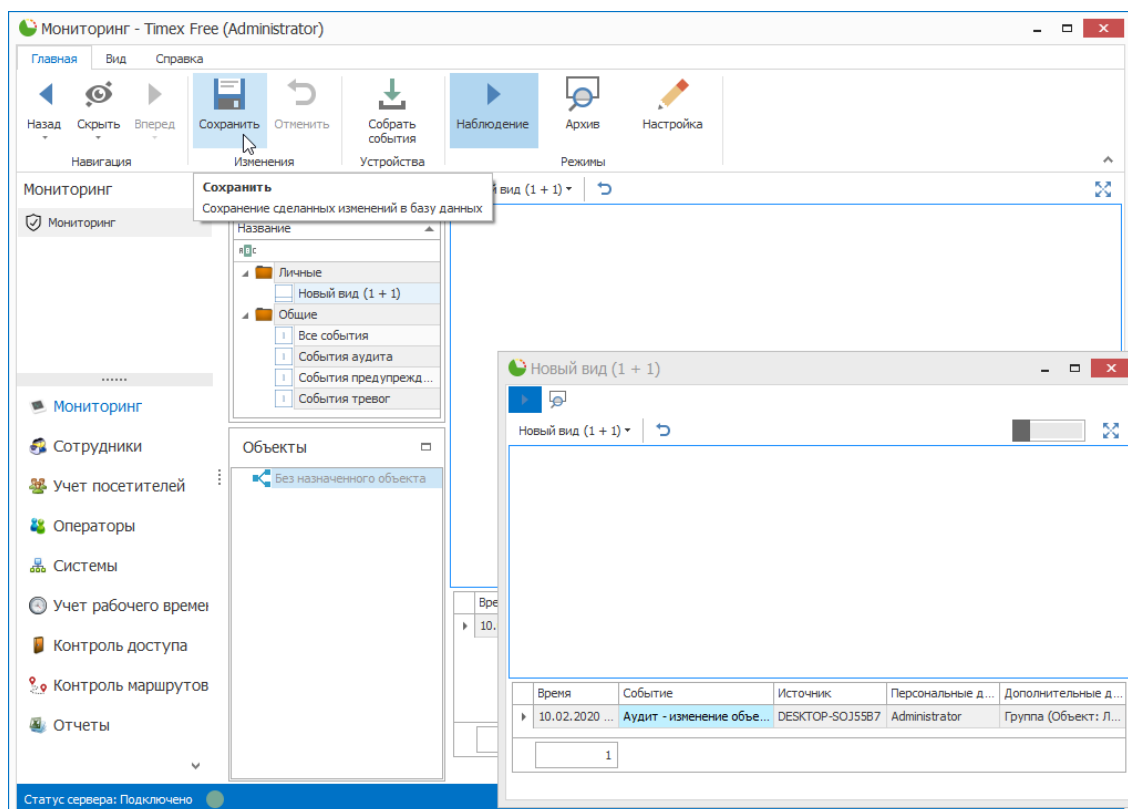 Мониторинг - Timex Free (Administrator)
Главная Вид Справка
Назад Скрыть Вперед Сохранить Отменить Собрать события Наблюдение Архив Настройка
Навигация Изменения Устройства Режимы
Мониторинг
Сохранить
Сохранение сделанных изменений в базу данных
й вид (1 + 1)
Мониторинг
Название
Личные
Новый вид (1 + 1)
Общие
Все события
События аудита
События предупрежд...
События тревог
Мониторинг
Сотрудники
Учет посетителей
Операторы
Системы
Учет рабочего времен
Контроль доступа
Контроль маршрутов
Отчеты
Объекты
Без назначенного объекта
Вре
10.
Новый вид (1 + 1)
Новый вид (1 + 1)
Время Событие Источник Персональные д... Дополнительные д...
10.02.2020 ... Аудит - изменение объе... DESKTOP-SOJ55B7 Administrator Группа (Объект: Л...
1
Статус сервера: Подключено